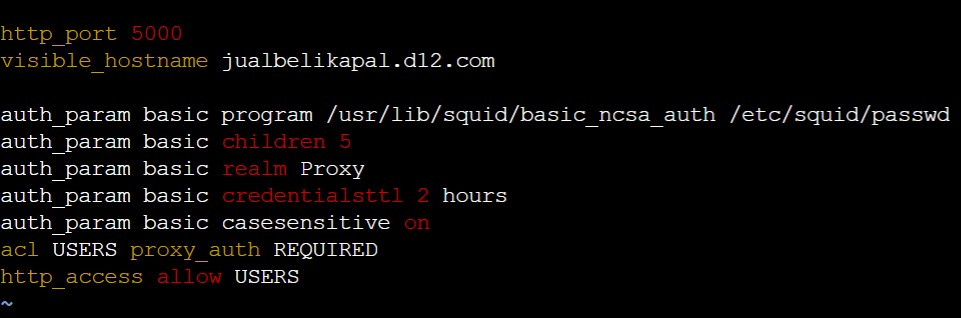 http_port 5000
visible_hostname jualbelikapal.d12.com
auth_param basic program /usr/lib/squid/basic_ncsa_auth /etc/squid/passwd
auth_param basic children 5
auth_param basic realm Proxy
auth_param basic credentialsttl 2 hours
auth_param basic casesensitive on
acl USERS proxy_auth REQUIRED
http_access allow USERS
~